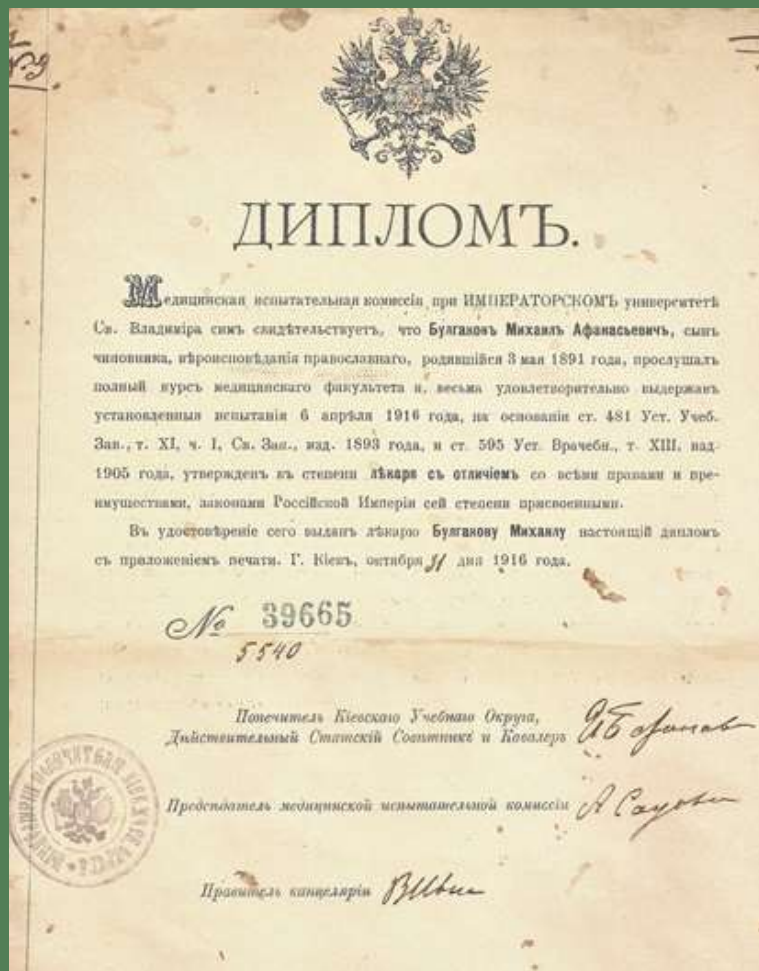 ДИПЛОМЪ.
Медицинская испытательная комиссія при ИМПЕРАТОРСКОМЪ университетѣ
Св. Владиміра симъ свидѣтельствуетъ, что Булгаковъ Михаилъ Афанасьевичъ, сынъ
чиновника, вѣроисповѣданія православнаго, родившійся 3 мая 1891 года, прослушалъ
полный курсъ медицинскаго факультета и, весьма удовлетворительно выдержавъ
установленныя испытанія 6 апрѣля 1916 года, на основаніи ст. 481 Уст. Учеб.
Зав., т. XI, ч. I, Св. Зак., изд. 1893 года, и ст. 595 Уст. Врачебн., т. XIII, изд.
1905 года, утвержденъ въ степени лѣкаря съ отличіемъ со всѣми правами и пре-
имуществами, законами Россійской Имперіи сей степени присвоенными.
Въ удостовѣреніе сего выданъ лѣкарю Булгакову Михаилу настоящій дипломъ
съ приложеніемъ печати. Г. Кіевъ, октября 31 дня 1916 года.
№ 39665
5540
Попечитель Кіевскаго Учебнаго Округа,
Дѣйствительный Статскій Совѣтникъ и Кавалеръ
Предсѣдатель медицинской испытательной комиссіи
Правитель канцеляріи